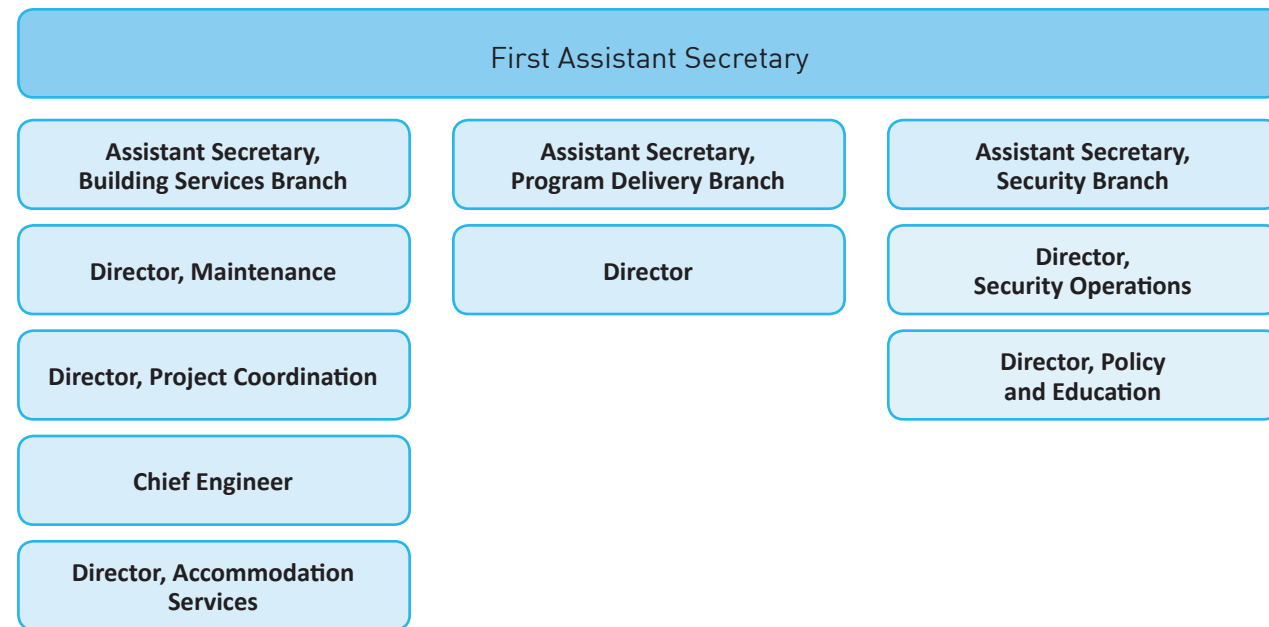 First Assistant Secretary
Assistant Secretary,
Building Services Branch
Director, Maintenance
Director, Project Coordination
Chief Engineer
Director, Accommodation
Services
Assistant Secretary,
Program Delivery Branch
Director
Assistant Secretary,
Security Branch
Director,
Security Operations
Director, Policy
and Education